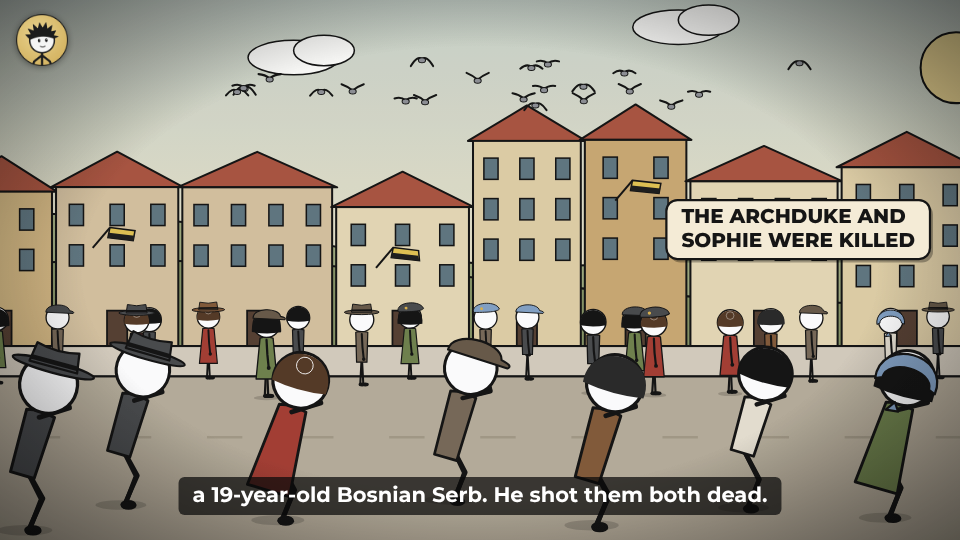 THE ARCHDUKE AND
SOPHIE WERE KILLED
a 19-year-old Bosnian Serb. He shot them both dead.